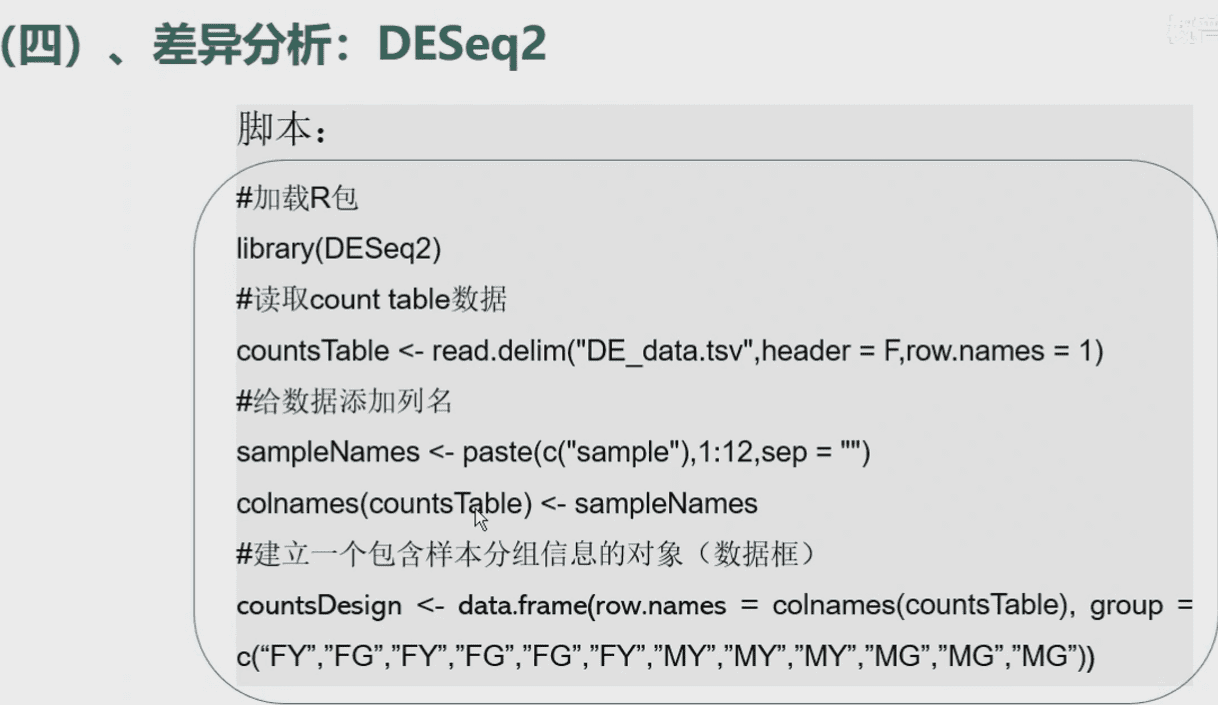 (四）、差异分析：DESeq2
脚本：
#加载R包
library(DESeq2)
#读取count table数据
countsTable <- read.delim("DE_data.tsv",header = F,row.names = 1)
#给数据添加列名
sampleNames <- paste(c("sample"),1:12,sep = "")
colnames(countsTable) <- sampleNames
#建立一个包含样本分组信息的对象（数据框）
countsDesign <- data.frame(row.names = colnames(countsTable), group =
c(“FY”,”FG”,”FY”,”FG”,”FG”,”FY”,”MY”,”MY”,”MY”,”MG”,”MG”,”MG”))